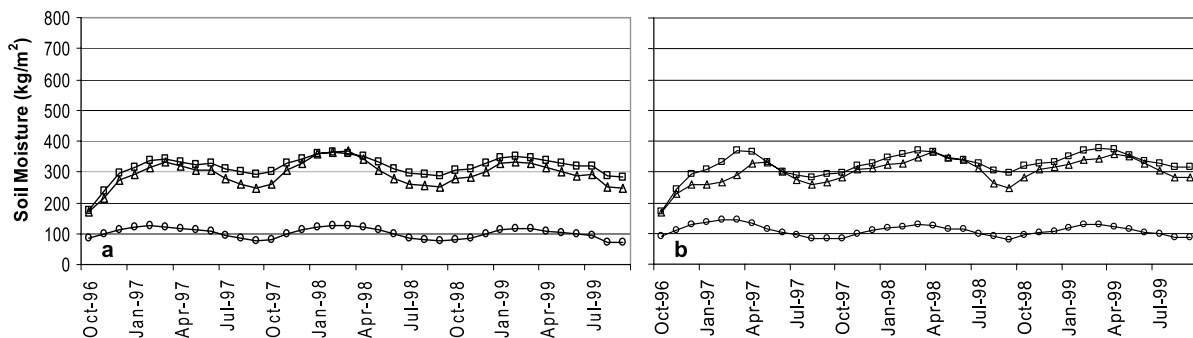 Soil Moisture (kg/m²)
800
700
600
500
400
300
200
100
0
a
b
Oct-96
Jan-97
Apr-97
Jul-97
Oct-97
Jan-98
Apr-98
Jul-98
Oct-98
Jan-99
Apr-99
Jul-99
Oct-96
Jan-97
Apr-97
Jul-97
Oct-97
Jan-98
Apr-98
Jul-98
Oct-98
Jan-99
Apr-99
Jul-99